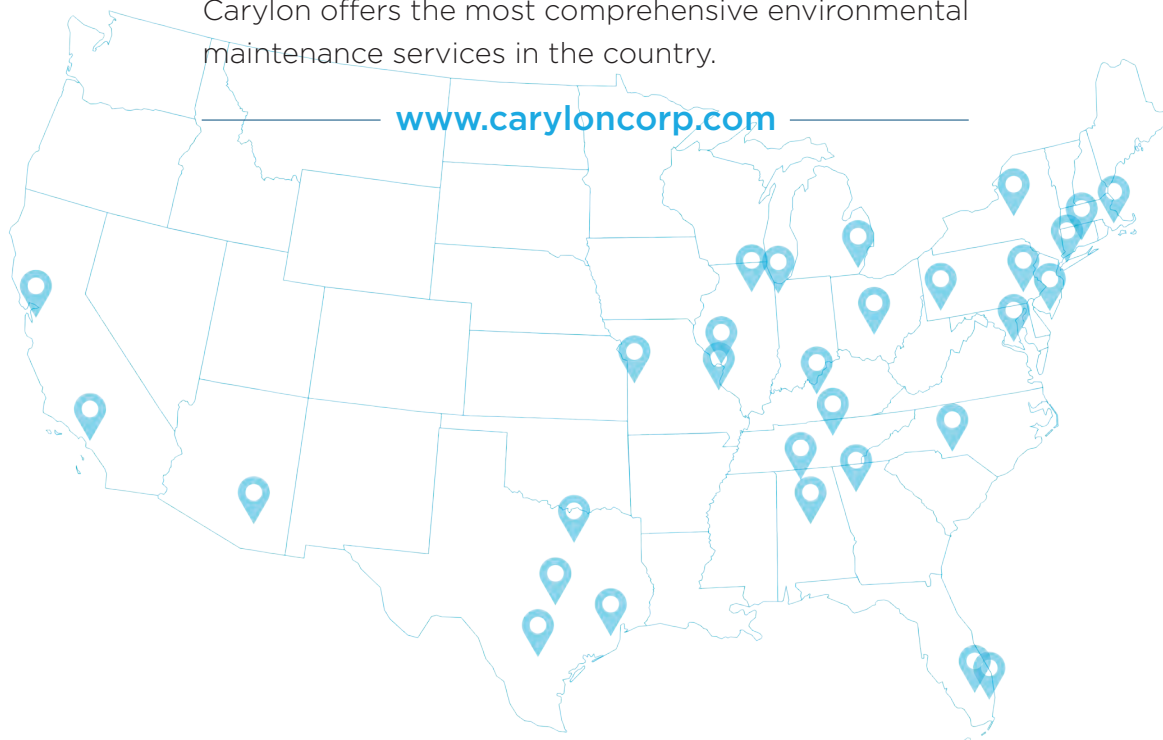 Carylon offers the most comprehensive environmental
maintenance services in the country.
www.caryloncorp.com